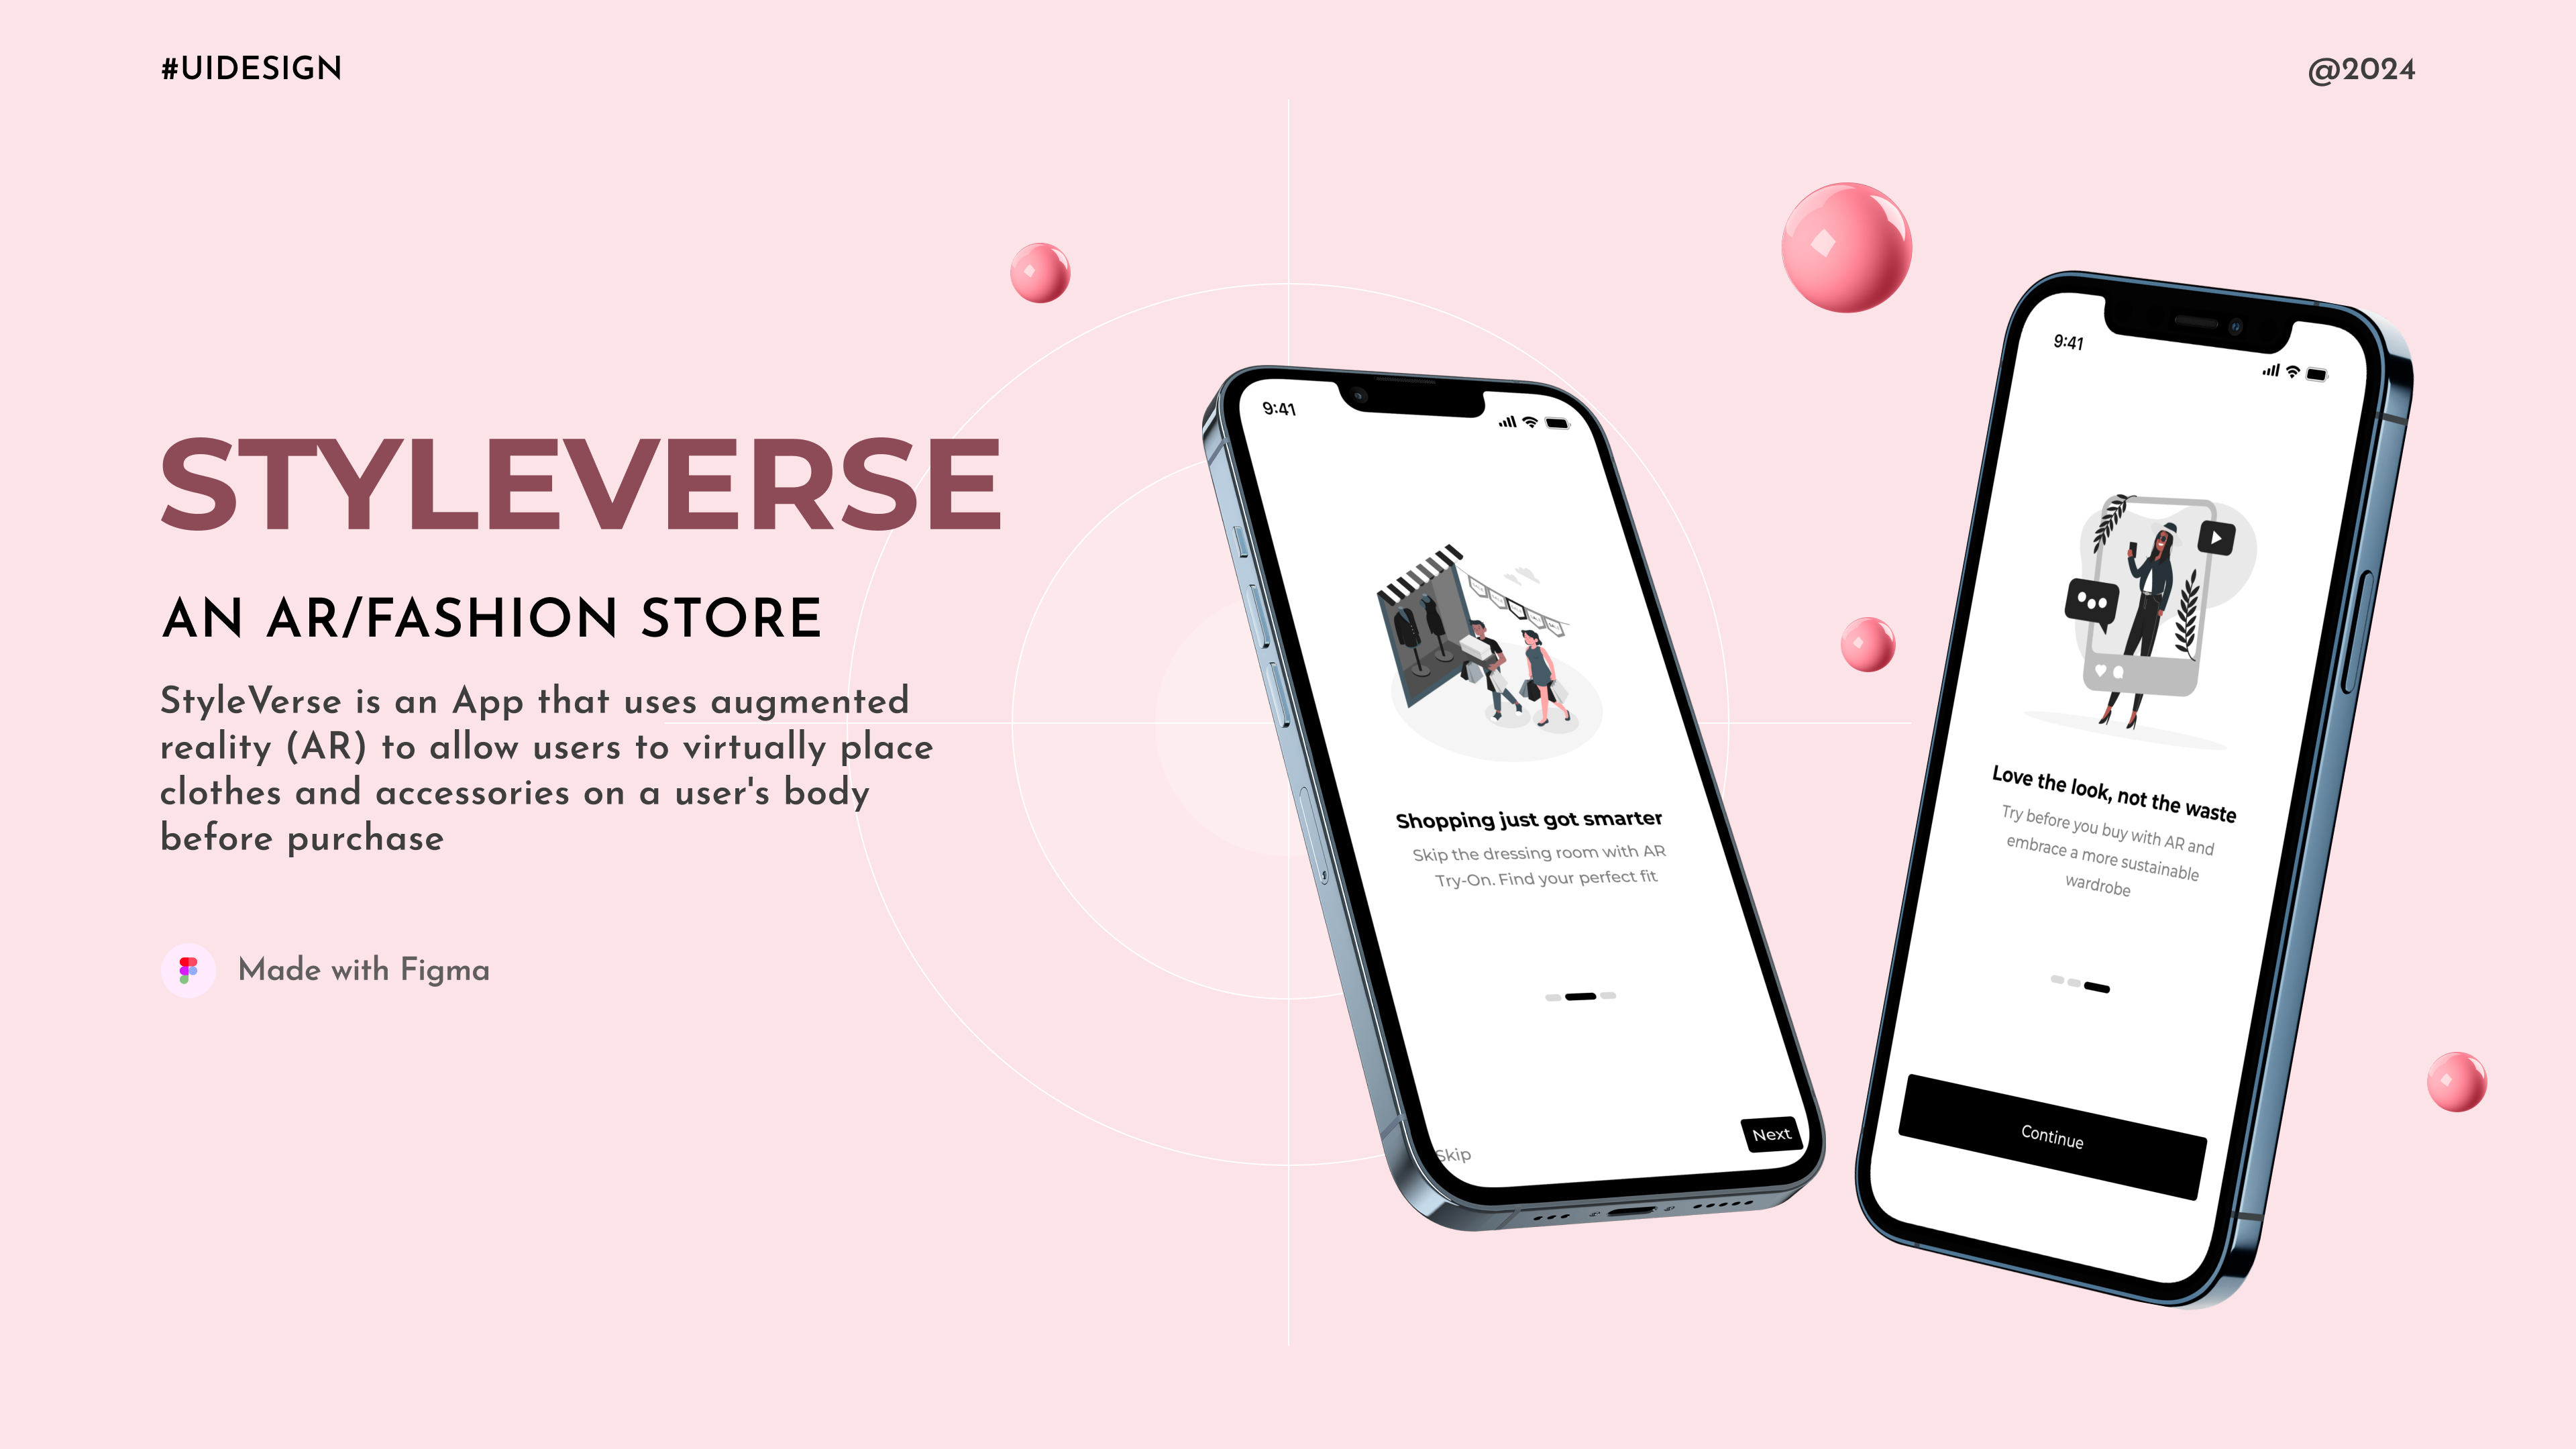 #UIDESIGN
@2024
STYLEVERSE
AN AR/FASHION STORE
StyleVerse is an App that uses augmented
reality (AR) to allow users to virtually place
clothes and accessories on a user's body
before purchase
Made with Figma
9:41
Shopping just got smarter
Skip the dressing room with AR
Try-On. Find your perfect fit
Skip
Next
9:41
Love the look, not the waste
Try before you buy with AR and
embrace a more sustainable
wardrobe
Continue